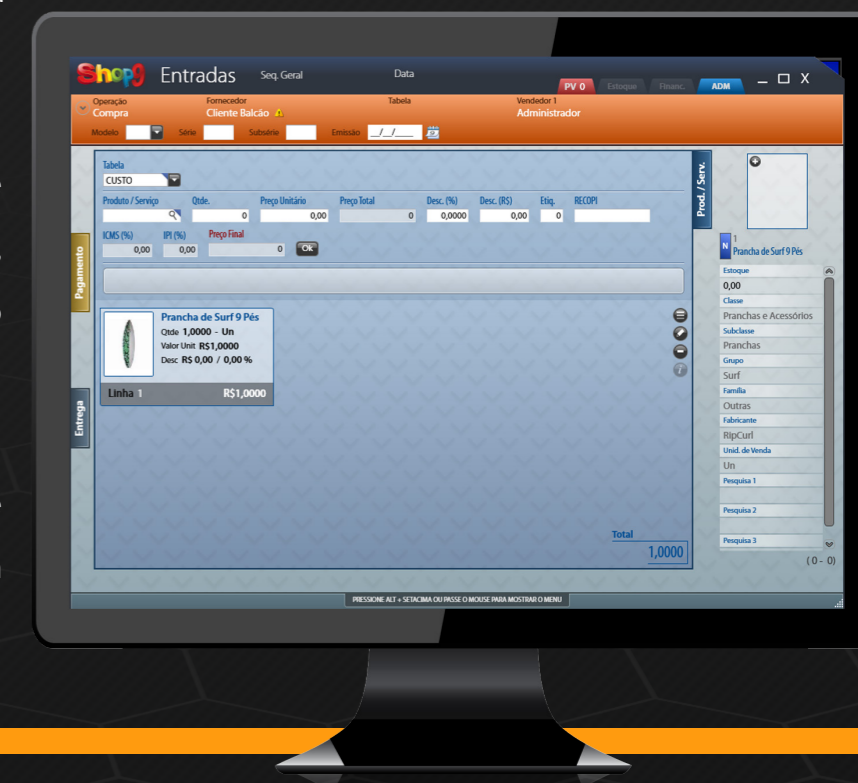 Shop9 Entradas Seq. Geral Data
PV 0 Estoque Financ. ADM
Operação Fornecedor Tabela Vendedor 1
Compra Cliente Balcão Administrador
Modelo Série Subsérie Emissão __/__/____
Tabela
CUSTO
Produto / Serviço Qtde. Preço Unitário Preço Total Desc. (%) Desc. (R$) Etiq. RECOPI
0 0,00 0 0,0000 0,00 0
ICMS (%) IPI (%) Preço Final
0,00 0,00 0 Ok
Pagamento
Entrega
Prancha de Surf 9 Pés
Qtde 1,0000 - Un
Valor Unit R$1,0000
Desc R$ 0,00 / 0,00 %
Linha 1 R$1,0000
Total
1,0000
Prod. / Serv.
N 1
Prancha de Surf 9 Pés
Estoque
0,00
Classe
Pranchas e Acessórios
Subclasse
Pranchas
Grupo
Surf
Família
Outras
Fabricante
RipCurl
Unid. de Venda
Un
Pesquisa 1
Pesquisa 2
Pesquisa 3
( 0 - 0)
PRESSIONE ALT + SETACIMA OU PASSE O MOUSE PARA MOSTRAR O MENU